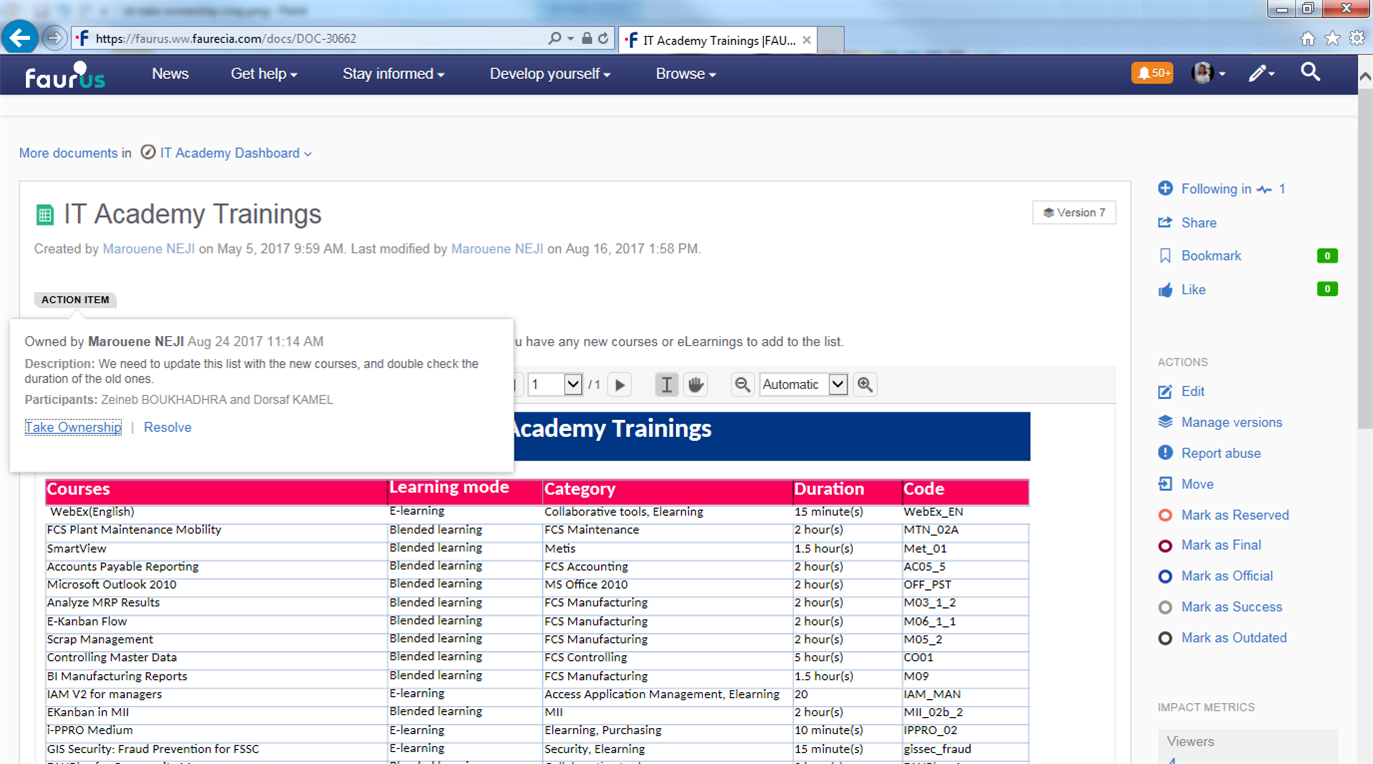 https://faurus.ww.faurecia.com/docs/DOC-30662
IT Academy Trainings |FAU...
faurus
News Get help Stay informed Develop yourself Browse
50+
More documents in IT Academy Dashboard
IT Academy Trainings
Version 7
Created by Marouene NEJI on May 5, 2017 9:59 AM. Last modified by Marouene NEJI on Aug 16, 2017 1:58 PM.
ACTION ITEM
Owned by Marouene NEJI Aug 24 2017 11:14 AM
Description: We need to update this list with the new courses, and double check the
duration of the old ones.
Participants: Zeineb BOUKHADHRA and Dorsaf KAMEL
Take Ownership | Resolve
u have any new courses or eLearnings to add to the list.
1 / 1 Automatic
Academy Trainings
Courses Learning mode Category Duration Code
WebEx(English) E-learning Collaborative tools, Elearning 15 minute(s) WebEx_EN
FCS Plant Maintenance Mobility Blended learning FCS Maintenance 2 hour(s) MTN_02A
SmartView Blended learning Metis 1.5 hour(s) Met_01
Accounts Payable Reporting Blended learning FCS Accounting 2 hour(s) AC05_5
Microsoft Outlook 2010 Blended learning MS Office 2010 2 hour(s) OFF_PST
Analyze MRP Results Blended learning FCS Manufacturing 2 hour(s) M03_1_2
E-Kanban Flow Blended learning FCS Manufacturing 2 hour(s) M06_1_1
Scrap Management Blended learning FCS Manufacturing 2 hour(s) M05_2
Controlling Master Data Blended learning FCS Controlling 5 hour(s) CO01
BI Manufacturing Reports Blended learning FCS Manufacturing 1.5 hour(s) M09
IAM V2 for managers E-learning Access Application Management, Elearning 20 IAM_MAN
EKanban in MII Blended learning MII 2 hour(s) MII_02b_2
i-PPRO Medium E-learning Elearning, Purchasing 10 minute(s) IPPRO_02
GIS Security: Fraud Prevention for FSSC E-learning Security, Elearning 15 minute(s) gissec_fraud
Following in 1
Share
Bookmark 0
Like 0
ACTIONS
Edit
Manage versions
Report abuse
Move
Mark as Reserved
Mark as Final
Mark as Official
Mark as Success
Mark as Outdated
IMPACT METRICS
Viewers